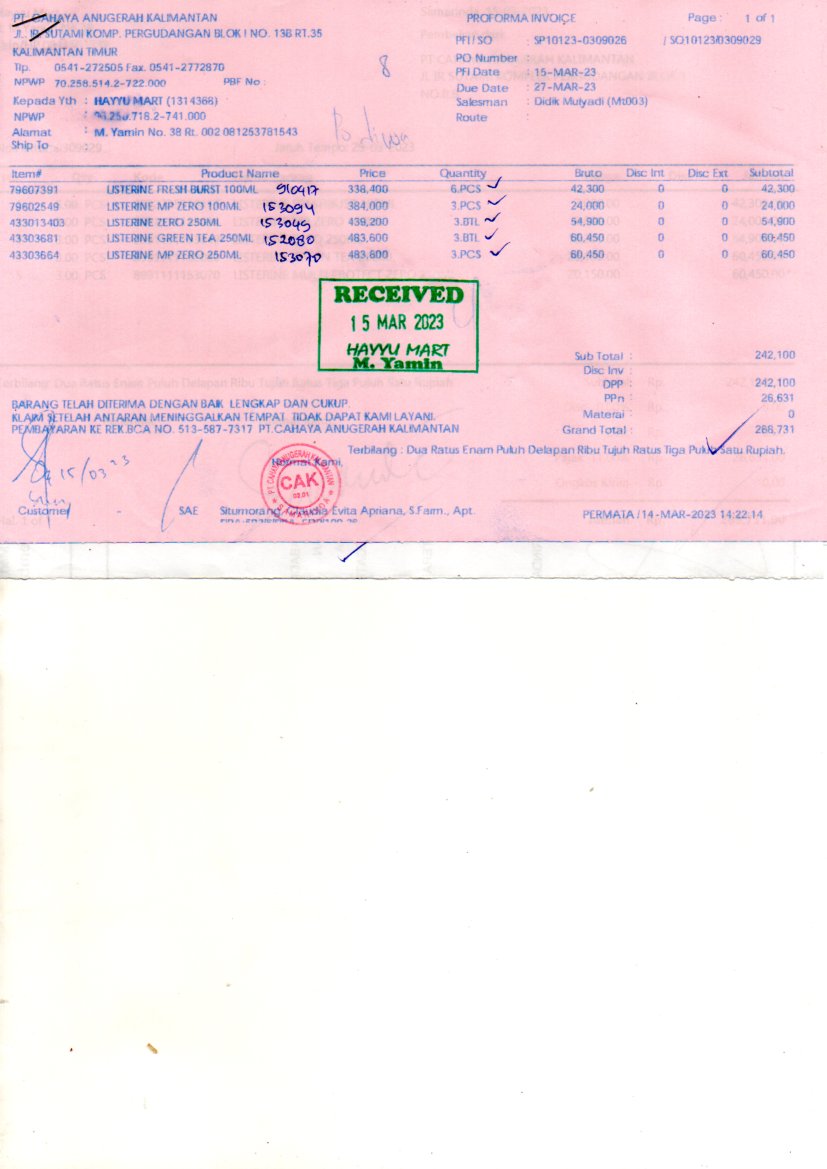 PT. CAHAYA ANUGERAH KALIMANTAN
JL. IR SUTAMI KOMP. PERGUDANGAN BLOK I NO. 13B RT.35
KALIMANTAN TIMUR
Tlp. 0541-272505 Fax. 0541-2772870
NPWP 70.258.514.2-722.000 PBF No :
8
Kepada Yth : HAYYU MART (1314366)
NPWP : .718.2-741.000
Alamat : M. Yamin No. 38 Rt. 002 081253781543
Ship To
PROFORMA INVOICE Page : 1 of 1
PFI / SO : SP10123-0309026 / SO10123/0309029
PO Number
PFI Date : 15-MAR-23
Due Date : 27-MAR-23
Salesman : Didik Mulyadi (Mt003)
Route :
Item# Product Name Price Quantity Bruto Disc Int Disc Ext Subtotal
79607391 LISTERINE FRESH BURST 100ML 910417 338,400 6.PCS 42,300 0 0 42,300
79602549 LISTERINE MP ZERO 100ML 153094 384,000 3.PCS 24,000 0 0 24,000
433013403 LISTERINE ZERO 250ML 153049 439,200 3.BTL 54,900 0 0 54,900
43303681 LISTERINE GREEN TEA 250ML 152080 483,600 3.BTL 60,450 0 0 60,450
43303664 LISTERINE MP ZERO 250ML 153070 483,600 3.PCS 60,450 0 0 60,450
RECEIVED
15 MAR 2023
HAYYU MART
M. Yamin
Sub Total : 242,100
Disc Inv :
DPP : 242,100
PPn : 26,631
Materai : 0
Grand Total : 268,731
BARANG TELAH DITERIMA DENGAN BAIK LENGKAP DAN CUKUP.
KLAIM SETELAH ANTARAN MENINGGALKAN TEMPAT TIDAK DAPAT KAMI LAYANI.
PEMBAYARAN KE REK.BCA NO. 513-587-7317 PT.CAHAYA ANUGERAH KALIMANTAN
Terbilang : Dua Ratus Enam Puluh Delapan Ribu Tujuh Ratus Tiga Puluh Satu Rupiah.
Hormat Kami,
15/03 23
PT. CAHAYA ANUGERAH KALIMANTAN
CAK
SAMARINDA
Customer - SAE Situmorang, Claudia Evita Apriana, S.Farm., Apt.
PERMATA / 14-MAR-2023 14:22:14